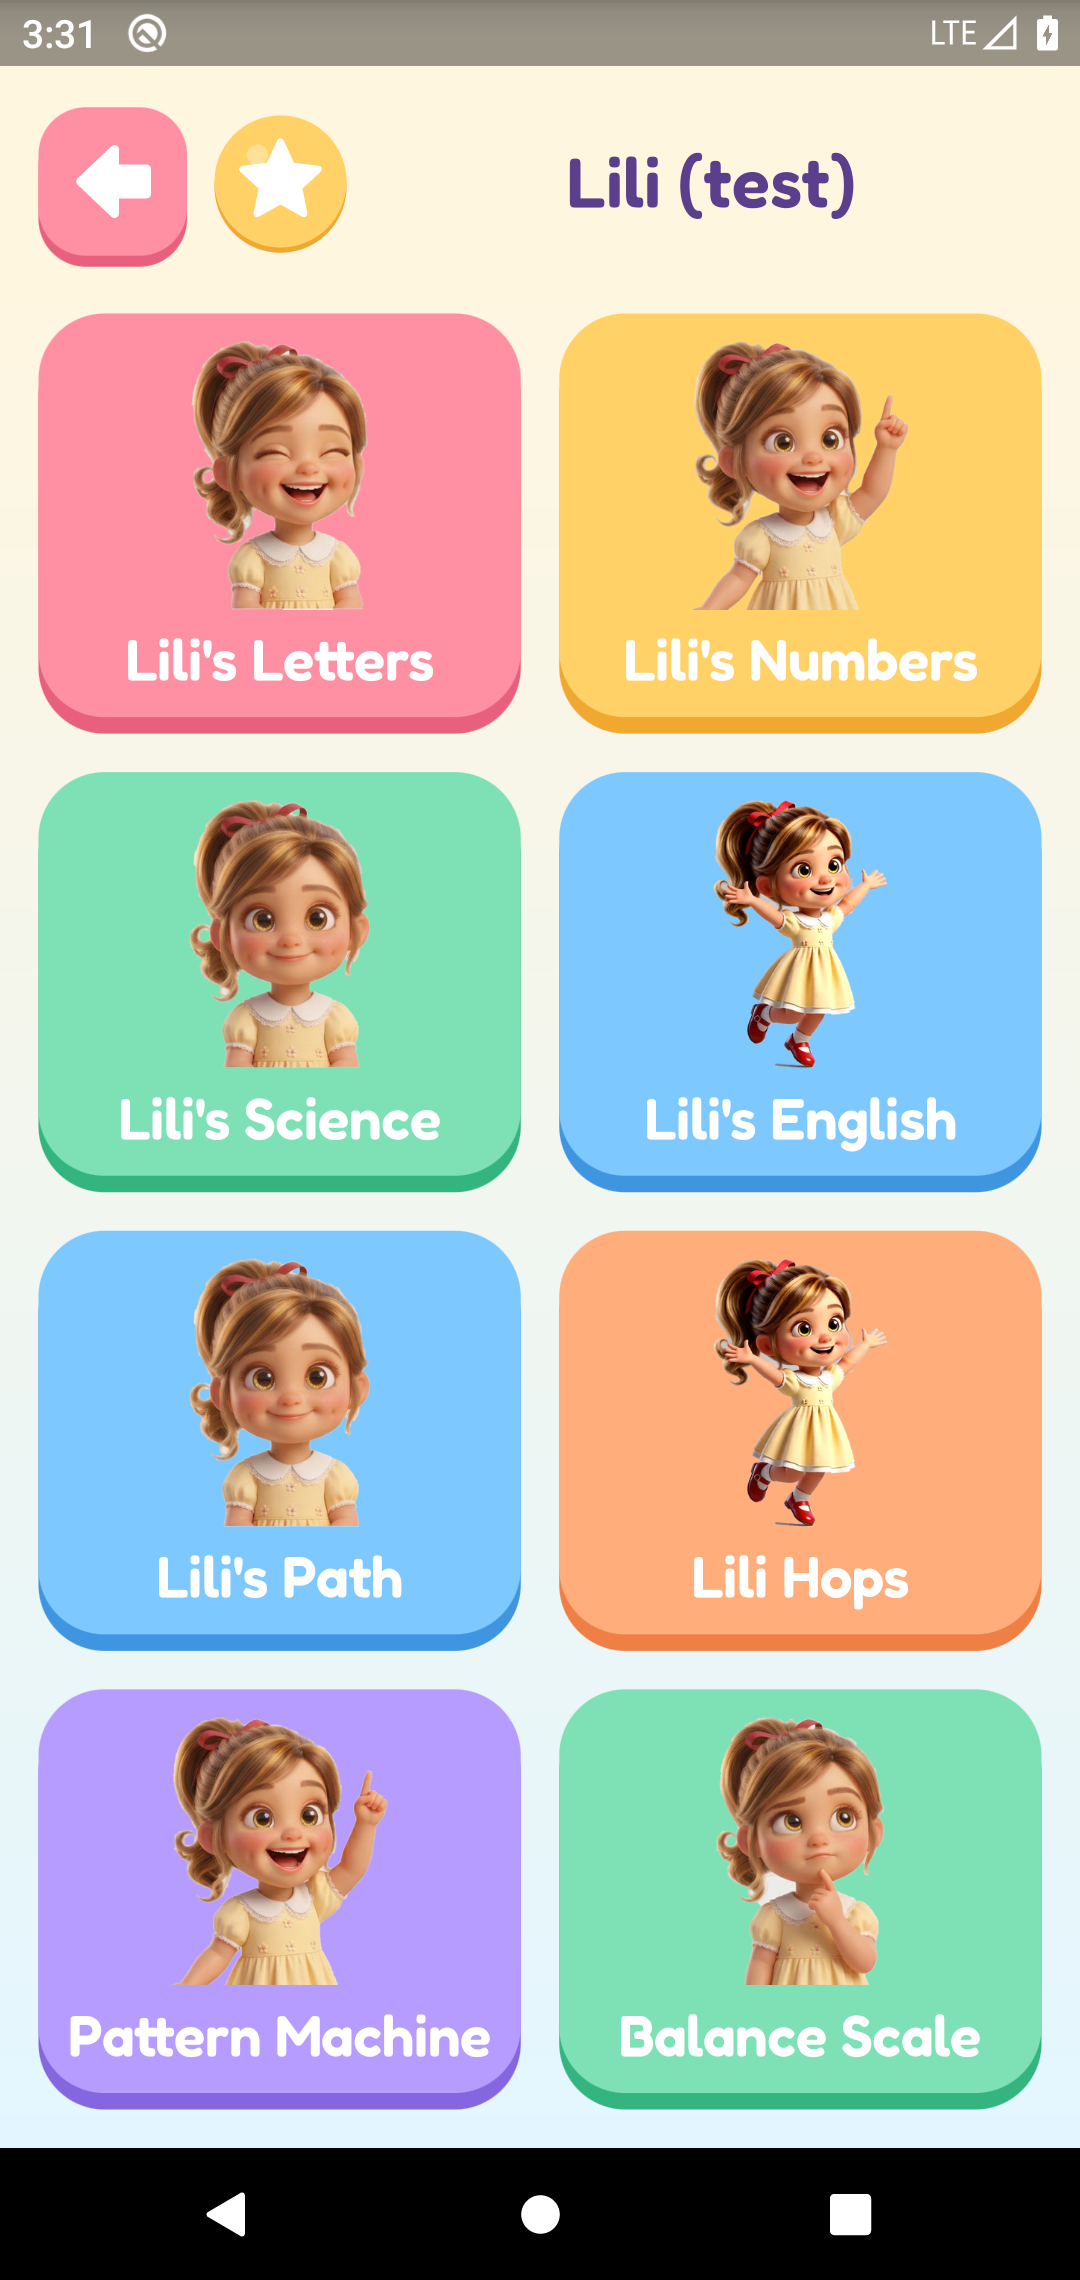 3:31
LTE
Lili (test)
Lili's Letters
Lili's Numbers
Lili's Science
Lili's English
Lili's Path
Lili Hops
Pattern Machine
Balance Scale